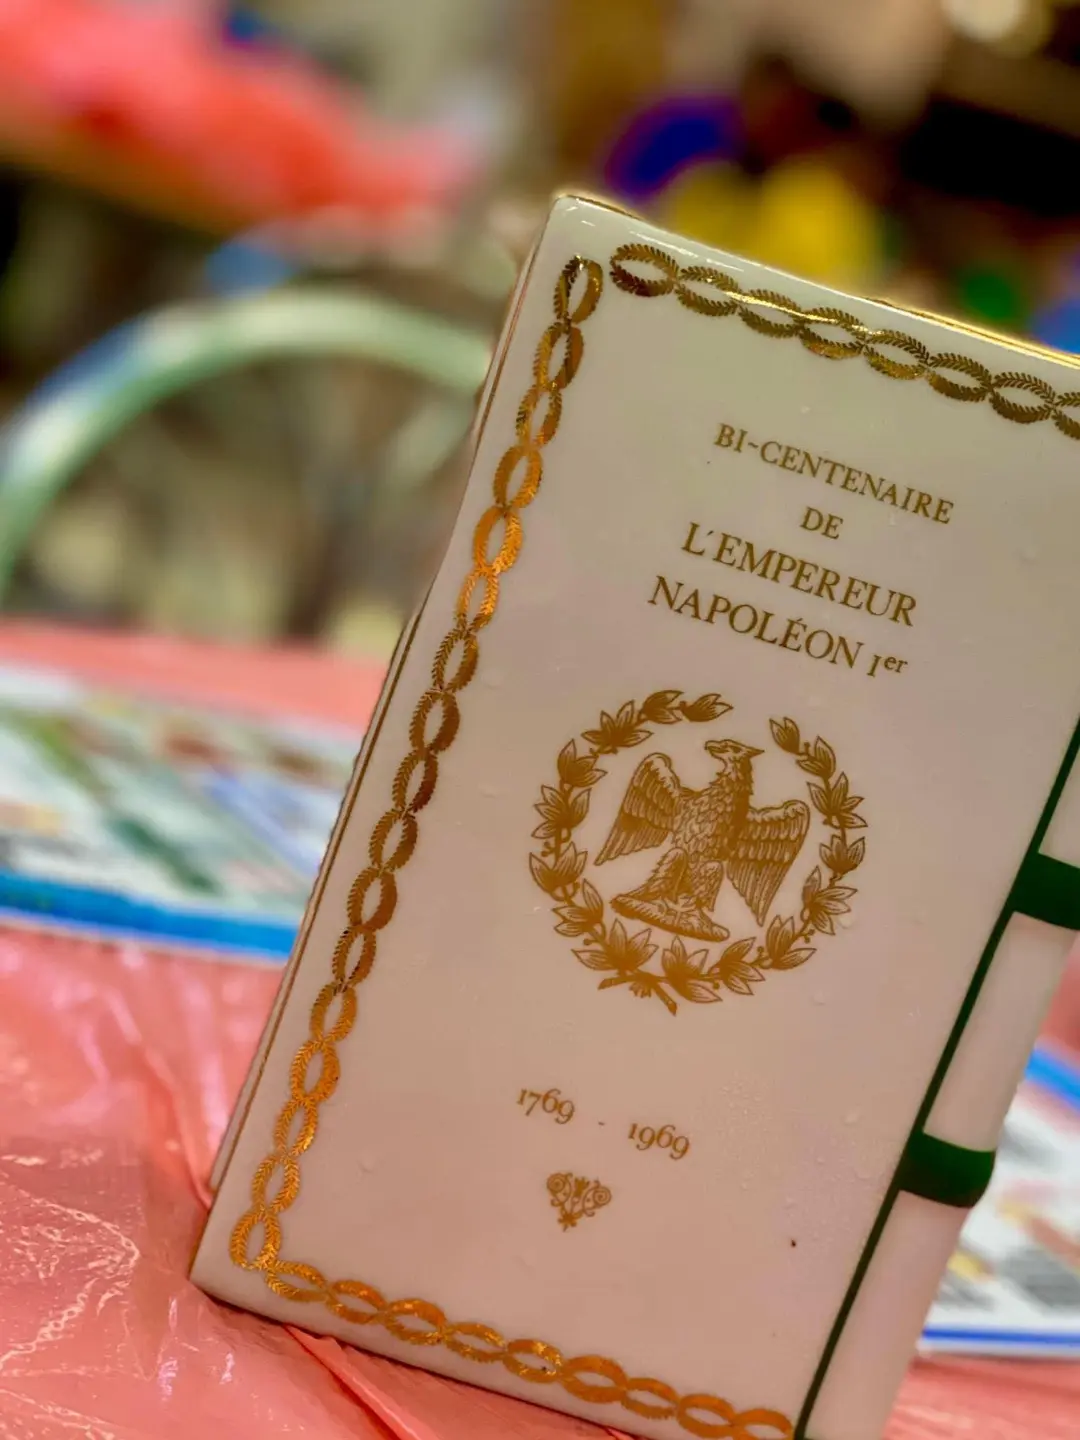 BI-CENTENAIRE
DE
L'EMPEREUR
NAPOLÉON Ier
1769 - 1969